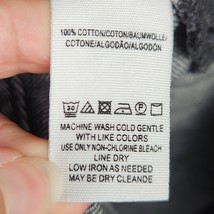 100% COTTON/COTON/BAUMWOLLE/
COTONE/ALGODÃO/ALGODÓN
MACHINE WASH COLD GENTLE
WITH LIKE COLORS
USE ONLY NON-CHLORINE BLEACH
LINE DRY
LOW IRON AS NEEDED
MAY BE DRY CLEANDE